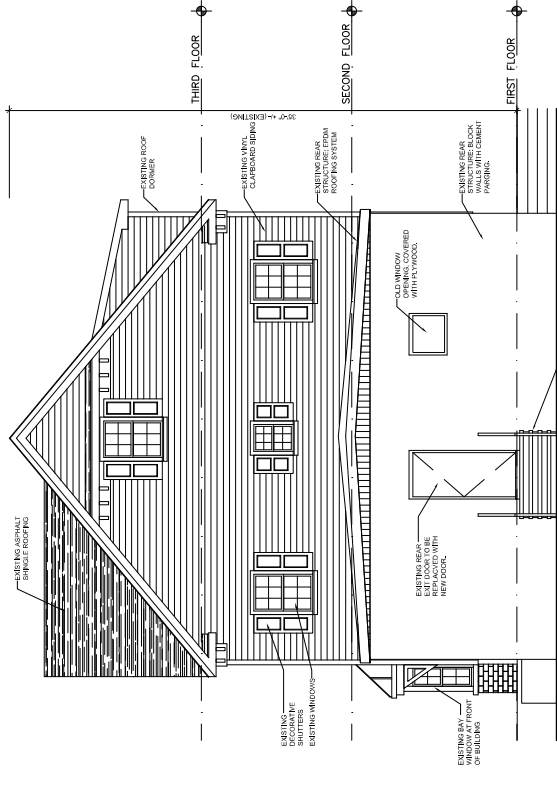 THIRD FLOOR
SECOND FLOOR
FIRST FLOOR
38'-0" +/- (EXISTING)
EXISTING ROOF
DORMER
EXISTING VINYL
CLAPBOARD SIDING
EXISTING REAR
STRUCTURE: EPDM
ROOFING SYSTEM
EXISTING REAR
STRUCTURE: BLOCK
WALLS WITH CEMENT
PARGING.
OLD WINDOW
OPENING, COVERED
WITH PLYWOOD.
EXISTING ASPHALT
SHINGLE ROOFING
EXISTING REAR
EXIT DOOR TO BE
REPLACVED WITH
NEW DOOR.
EXISTING
DECORATIVE
SHUTTERS
EXISTING WINDOWS
EXISTING BAY
WINDOW AT FRONT
OF BUILDING